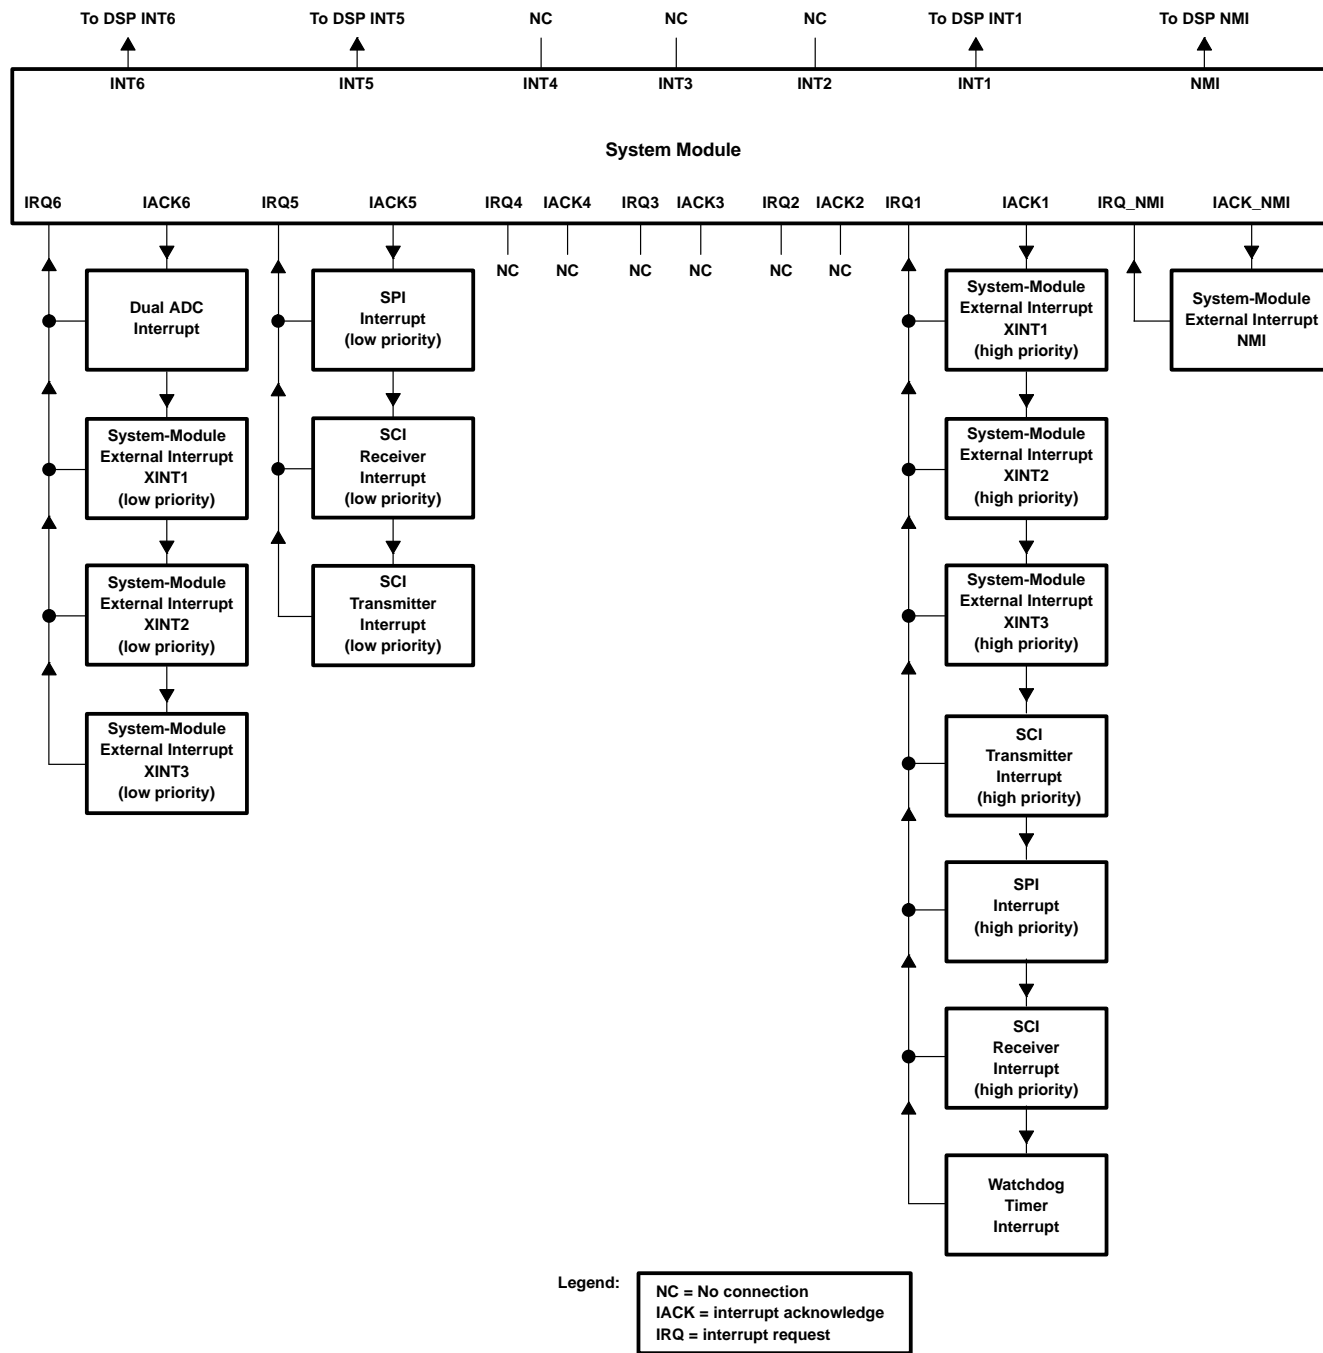 To DSP INT6 To DSP INT5 NC NC NC To DSP INT1 To DSP NMI
INT6 INT5 INT4 INT3 INT2 INT1 NMI
System Module
IRQ6 IACK6 IRQ5 IACK5 IRQ4 IACK4 IRQ3 IACK3 IRQ2 IACK2 IRQ1 IACK1 IRQ_NMI IACK_NMI
NC NC NC NC NC NC
Dual ADC
Interrupt
System-Module
External Interrupt
XINT1
(low priority)
System-Module
External Interrupt
XINT2
(low priority)
System-Module
External Interrupt
XINT3
(low priority)
SPI
Interrupt
(low priority)
SCI
Receiver
Interrupt
(low priority)
SCI
Transmitter
Interrupt
(low priority)
System-Module
External Interrupt
XINT1
(high priority)
System-Module
External Interrupt
XINT2
(high priority)
System-Module
External Interrupt
XINT3
(high priority)
SCI
Transmitter
Interrupt
(high priority)
SPI
Interrupt
(high priority)
SCI
Receiver
Interrupt
(high priority)
Watchdog
Timer
Interrupt
System-Module
External Interrupt
NMI
Legend:
NC = No connection
IACK = interrupt acknowledge
IRQ = interrupt request